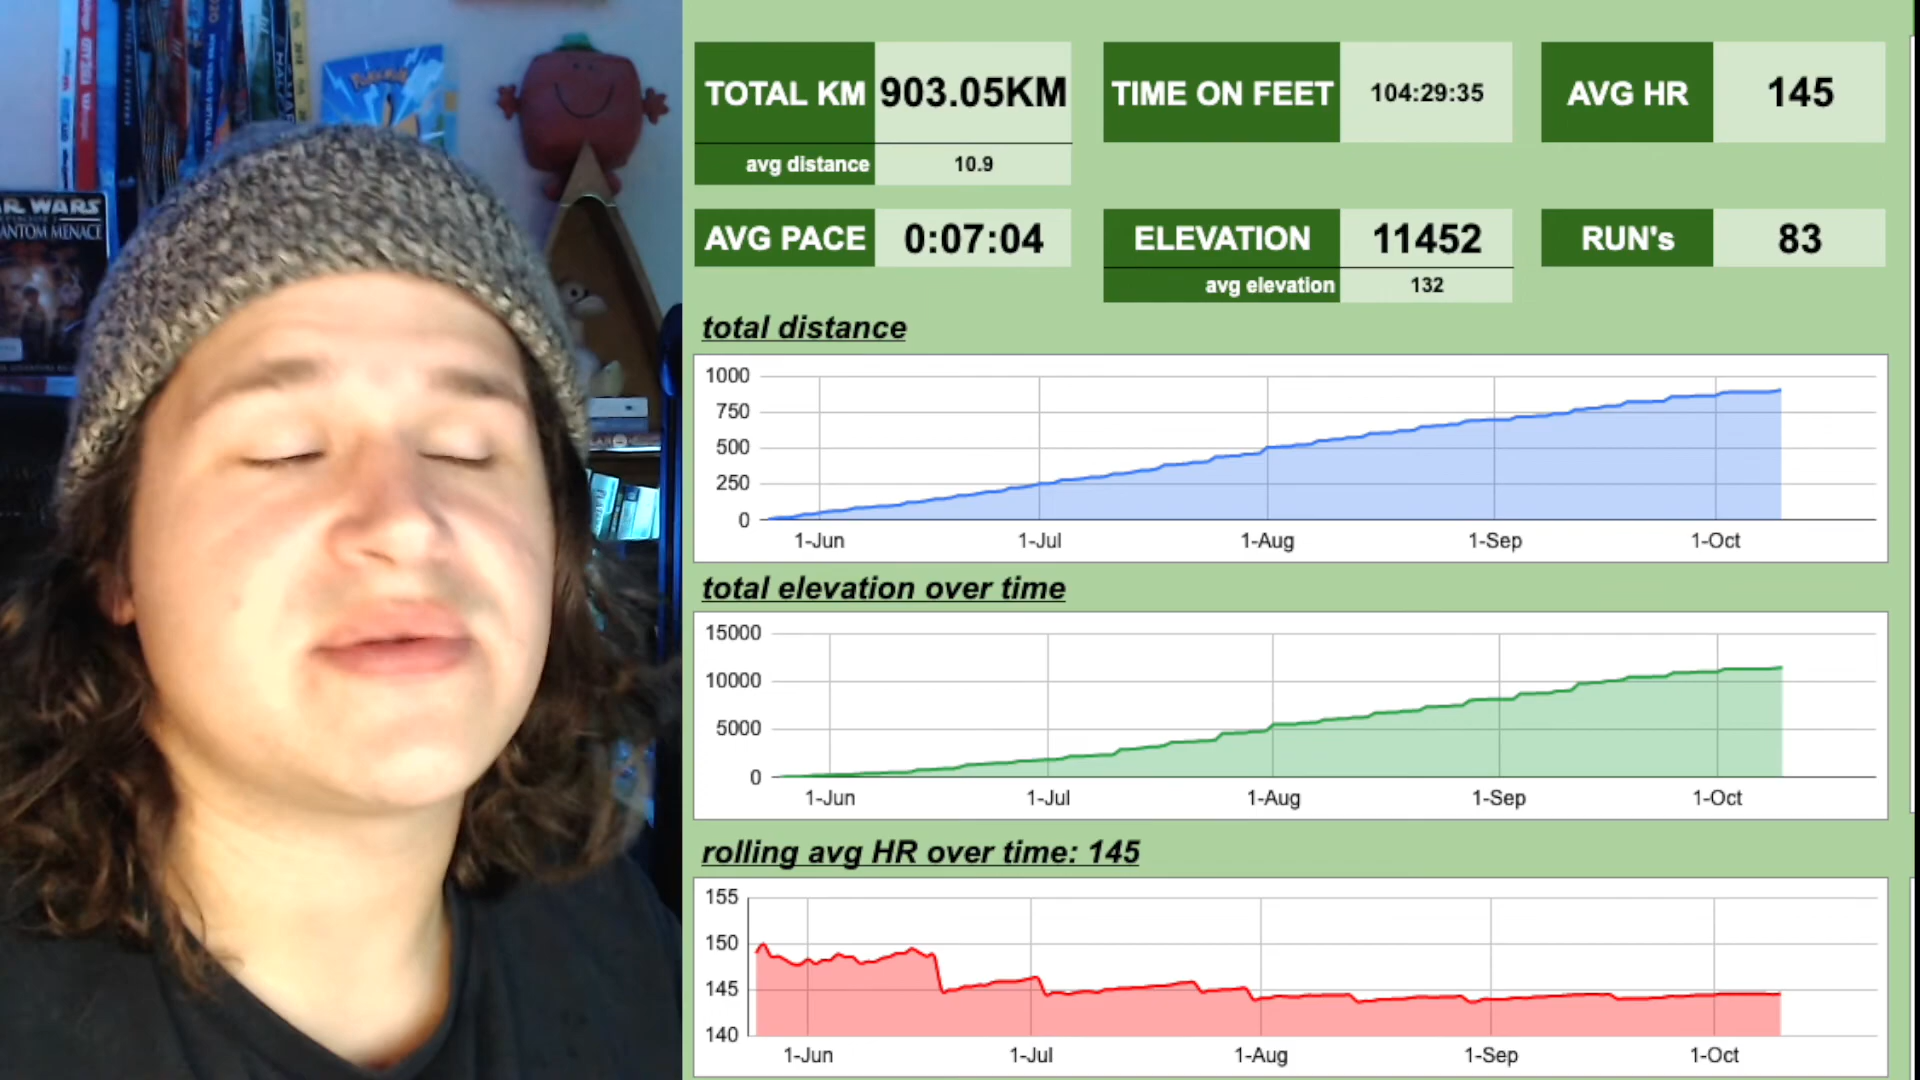 Pokémon
STAR WARS
PHANTOM MENACE
TOTAL KM 903.05KM
avg distance 10.9
TIME ON FEET 104:29:35
AVG HR 145
AVG PACE 0:07:04
ELEVATION 11452
avg elevation 132
RUN's 83
total distance
1000
750
500
250
0
1-Jun 1-Jul 1-Aug 1-Sep 1-Oct
total elevation over time
15000
10000
5000
0
1-Jun 1-Jul 1-Aug 1-Sep 1-Oct
rolling avg HR over time: 145
155
150
145
140
1-Jun 1-Jul 1-Aug 1-Sep 1-Oct